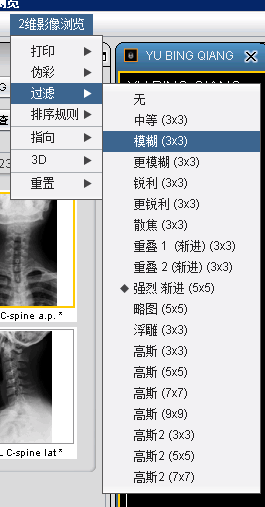 浏览
2维影像浏览
YU BING QIANG
打印
伪彩
过滤
排序规则
指向
3D
重置
无
中等 (3x3)
模糊 (3x3)
更模糊 (3x3)
锐利 (3x3)
更锐利 (3x3)
散焦 (3x3)
重叠 1  (渐进) (3x3)
重叠 2 (渐进) (3x3)
强烈 渐进 (5x5)
略图 (5x5)
浮雕 (3x3)
高斯 (3x3)
高斯 (5x5)
高斯 (7x7)
高斯 (9x9)
高斯2 (3x3)
高斯2 (5x5)
高斯2 (7x7)
C-spine a.p.*
L C-spine lat*